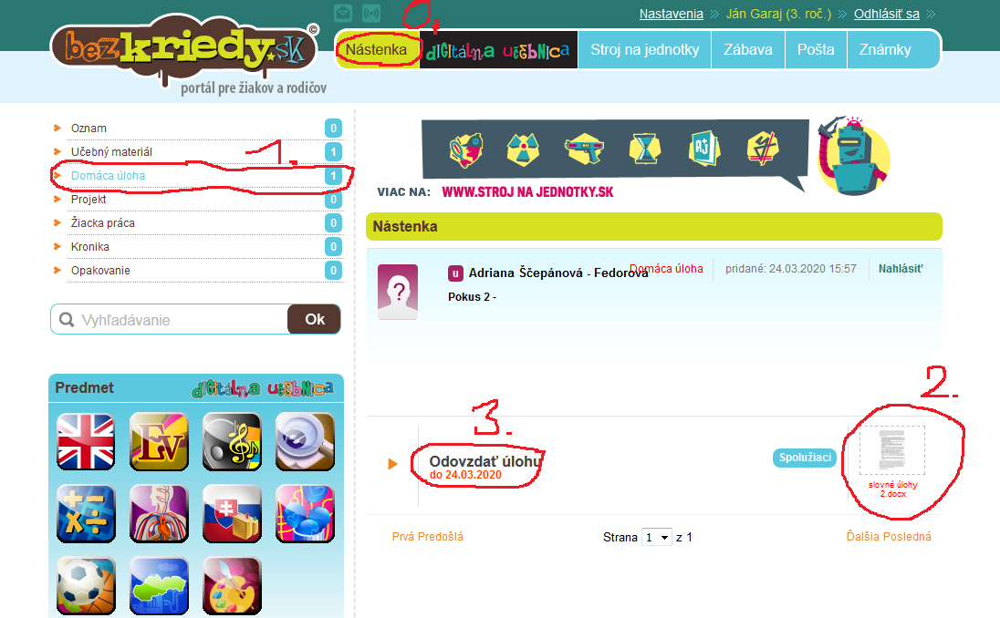 Nastavenia Ján Garaj (3. roč.) Odhlásiť sa
0.
bezkriedy.sk ©
portál pre žiakov a rodičov
Nástenka digitálna učebnica Stroj na jednotky Zábava Pošta Známky
Oznam 0
Učebný materiál 1
1.
Domáca úloha 1
Projekt 0
Žiacka práca 0
Kronika 0
Opakovanie 0
Vyhľadávanie Ok
Predmet digitálna učebnica
Ev
VIAC NA: WWW.STROJ NA JEDNOTKY.SK
Nástenka
u Adriana Ščepánová - Fedorová Domáca úloha pridané: 24.03.2020 15:57 Nahlásiť
Pokus 2 -
2.
3.
Odovzdať úlohu
do 24.03.2020
Spolužiaci
slovné úlohy
2.docx
Prvá Predošlá Strana 1 z 1 Ďalšia Posledná